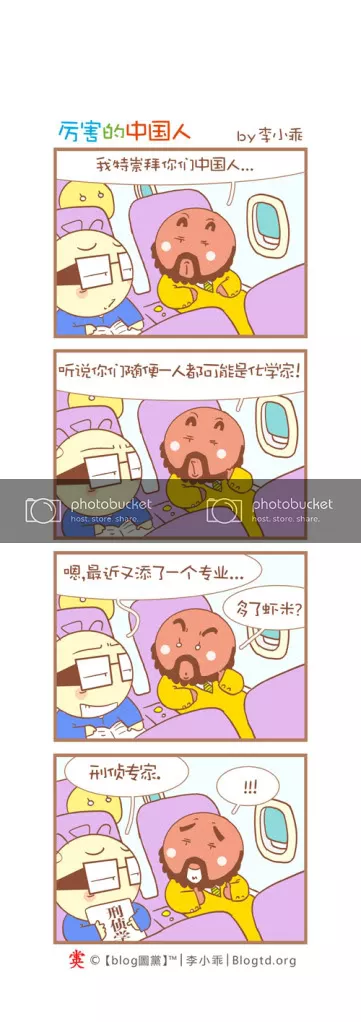 厉害的中国人
by 李小乖
我特崇拜你们中国人...
听说你们随便一人都可能是化学家!
photobucket
host. store. share.
photobucket
host. store. share.
嗯,最近又添了一个专业...
多了虾米?
刑侦专家.
!!!
刑侦学
©【blog圖黨】™|李小乖|Blogtd.org